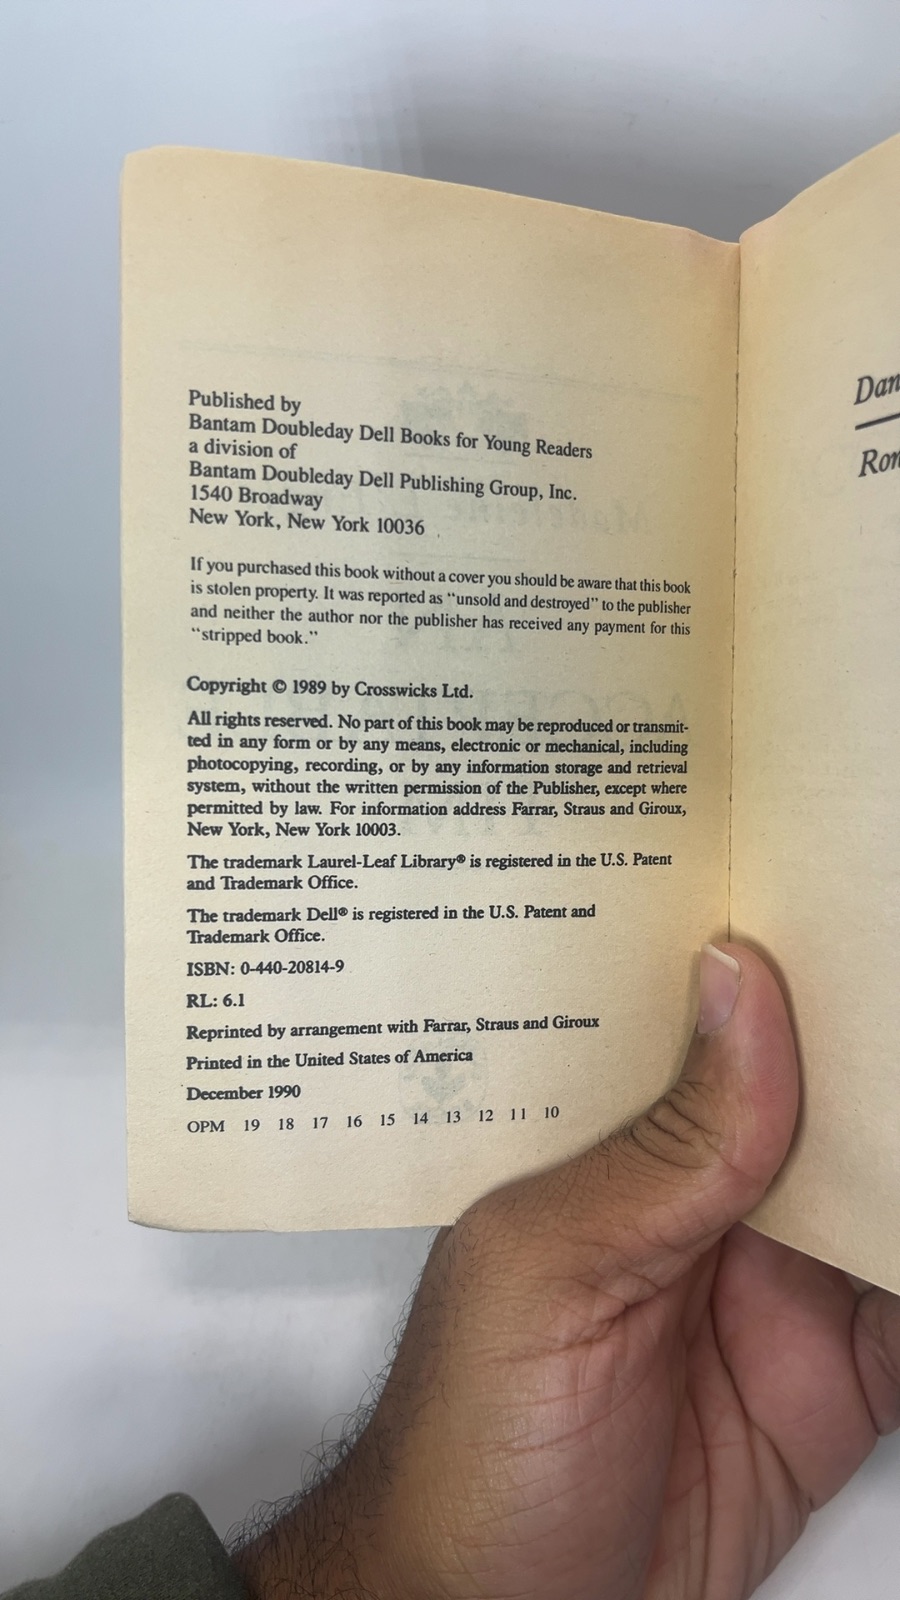 Published by
Bantam Doubleday Dell Books for Young Readers
a division of
Bantam Doubleday Dell Publishing Group, Inc.
1540 Broadway
New York, New York 10036
If you purchased this book without a cover you should be aware that this book
is stolen property. It was reported as "unsold and destroyed" to the publisher
and neither the author nor the publisher has received any payment for this
"stripped book."
Copyright © 1989 by Crosswicks Ltd.
All rights reserved. No part of this book may be reproduced or transmit-
ted in any form or by any means, electronic or mechanical, including
photocopying, recording, or by any information storage and retrieval
system, without the written permission of the Publisher, except where
permitted by law. For information address Farrar, Straus and Giroux,
New York, New York 10003.
The trademark Laurel-Leaf Library® is registered in the U.S. Patent
and Trademark Office.
The trademark Dell® is registered in the U.S. Patent and
Trademark Office.
ISBN: 0-440-20814-9
RL: 6.1
Reprinted by arrangement with Farrar, Straus and Giroux
Printed in the United States of America
December 1990
OPM 19 18 17 16 15 14 13 12 11 10